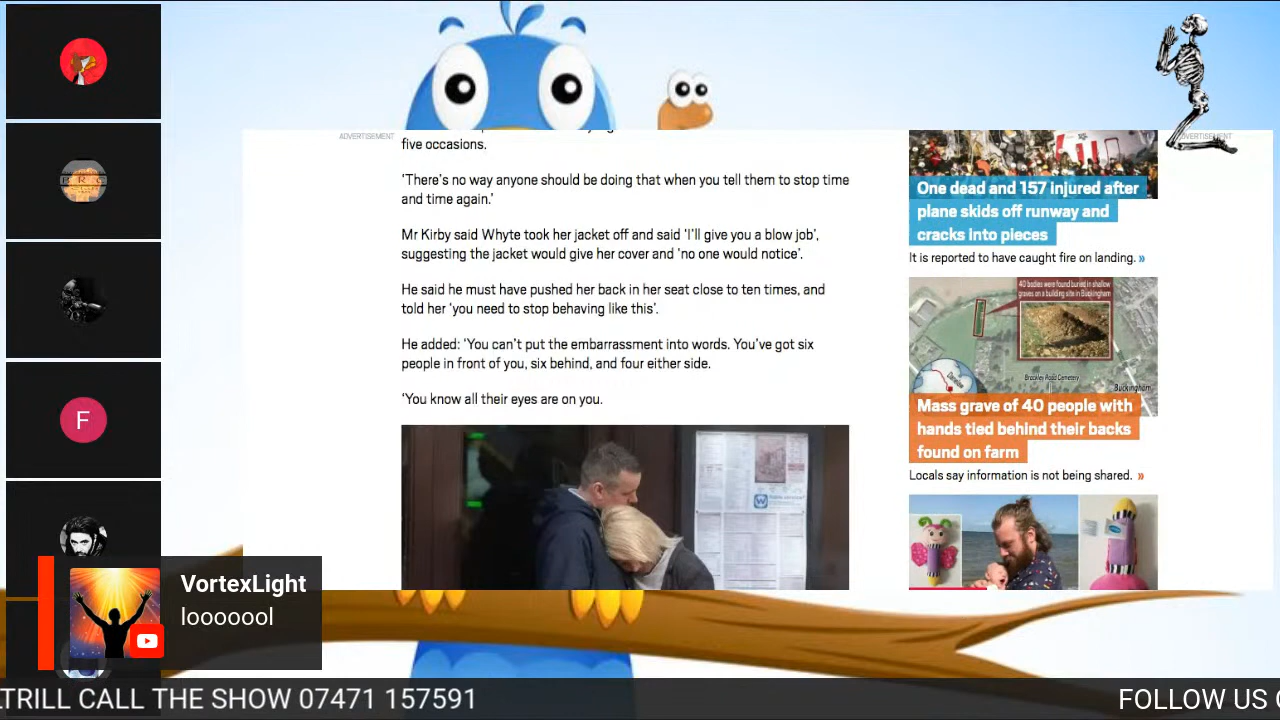 ADVERTISEMENT
five occasions.
‘There’s no way anyone should be doing that when you tell them to stop time
and time again.’
Mr Kirby said Whyte took her jacket off and said ‘I’ll give you a blow job’,
suggesting the jacket would give her cover and ‘no one would notice’.
He said he must have pushed her back in her seat close to ten times, and
told her ‘you need to stop behaving like this’.
He added: ‘You can’t put the embarrassment into words. You’ve got six
people in front of you, six behind, and four either side.
‘You know all their eyes are on you.
ADVERTISEMENT
One dead and 157 injured after
plane skids off runway and
cracks into pieces
It is reported to have caught fire on landing. »
40 bodies were found buried in shallow
graves on a building site in Buckingham
Brackley Road Cemetery
Buckingham
Mass grave of 40 people with
hands tied behind their backs
found on farm
Locals say information is not being shared. »
F
VortexLight
looooool
TRILL CALL THE SHOW 07471 157591
FOLLOW US